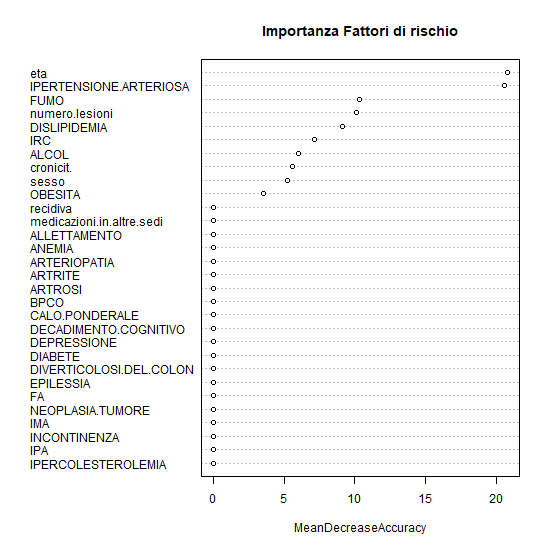 Importanza Fattori di rischio
eta
IPERTENSIONE.ARTERIOSA
FUMO
numero.lesioni
DISLIPIDEMIA
IRC
ALCOL
cronicit.
sesso
OBESITA
recidiva
medicazioni.in.altre.sedi
ALLETTAMENTO
ANEMIA
ARTERIOPATIA
ARTRITE
ARTROSI
BPCO
CALO.PONDERALE
DECADIMENTO.COGNITIVO
DEPRESSIONE
DIABETE
DIVERTICOLOSI.DEL.COLON
EPILESSIA
FA
NEOPLASIA.TUMORE
IMA
INCONTINENZA
IPA
IPERCOLESTEROLEMIA
0 5 10 15 20
MeanDecreaseAccuracy